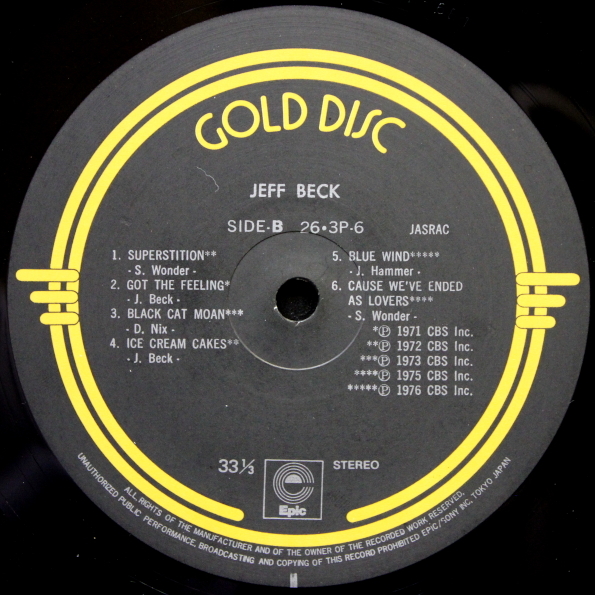 GOLD DISC
JEFF BECK
SIDE-B 26•3P-6 JASRAC
1. SUPERSTITION**
- S. Wonder -
2. GOT THE FEELING*
- J. Beck -
3. BLACK CAT MOAN***
- D. Nix -
4. ICE CREAM CAKES**
- J. Beck -
5. BLUE WIND*****
- J. Hammer -
6. CAUSE WE'VE ENDED
AS LOVERS****
- S. Wonder -
*Ⓟ 1971 CBS Inc.
**Ⓟ 1972 CBS Inc.
***Ⓟ 1973 CBS Inc.
****Ⓟ 1975 CBS Inc.
*****Ⓟ 1976 CBS Inc.
33⅓ STEREO
Epic
ALL RIGHTS OF THE MANUFACTURER AND OF THE OWNER OF THE RECORDED WORK RESERVED.
UNAUTHORIZED PUBLIC PERFORMANCE, BROADCASTING AND COPYING OF THIS RECORD PROHIBITED EPIC/SONY INC. TOKYO JAPAN